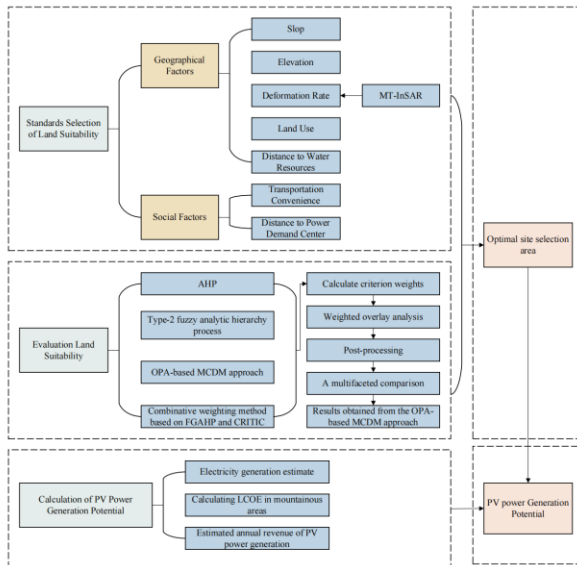 Slop
Geographical
Factors
Elevation
Deformation Rate
MT-InSAR
Standards Selection
of Land Suitability
Land Use
Distance to Water
Resources
Transportation
Convenience
Social Factors
Distance to Power
Demand Center
Optimal site selection
area
AHP
Calculate criterion weights
Type-2 fuzzy analytic hierarchy
process
Weighted overlay analysis
Evaluation Land
Suitability
Post-processing
OPA-based MCDM approach
A multifaceted comparison
Combinative weighting method
based on FGAHP and CRITIC
Results obtained from the OPA-
based MCDM approach
Electricity generation estimate
Calculation of PV Power
Generation Potential
Calculating LCOE in mountainous
areas
Estimated annual revenue of PV
power generation
PV power Generation
Potential